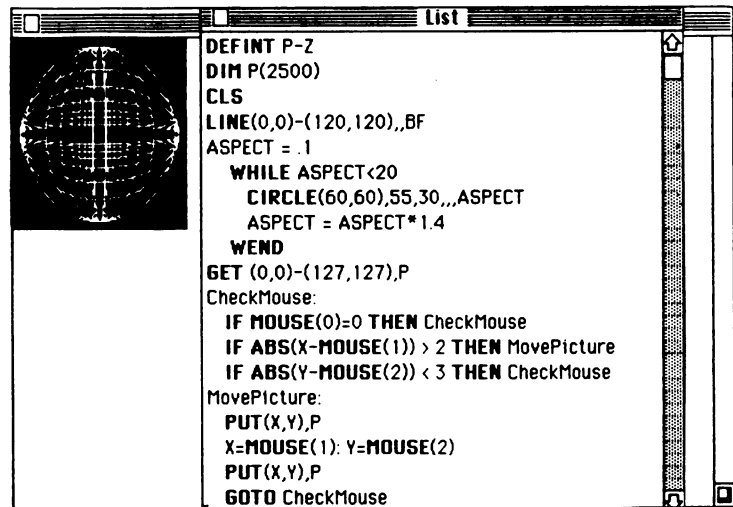 List
DEFINT P-Z
DIM P(2500)
CLS
LINE(0,0)-(120,120),,BF
ASPECT = .1
WHILE ASPECT<20
CIRCLE(60,60),55,30,,,ASPECT
ASPECT = ASPECT*1.4
WEND
GET (0,0)-(127,127),P
CheckMouse:
IF MOUSE(0)=0 THEN CheckMouse
IF ABS(X-MOUSE(1)) > 2 THEN MovePicture
IF ABS(Y-MOUSE(2)) < 3 THEN CheckMouse
MovePicture:
PUT(X,Y),P
X=MOUSE(1): Y=MOUSE(2)
PUT(X,Y),P
GOTO CheckMouse